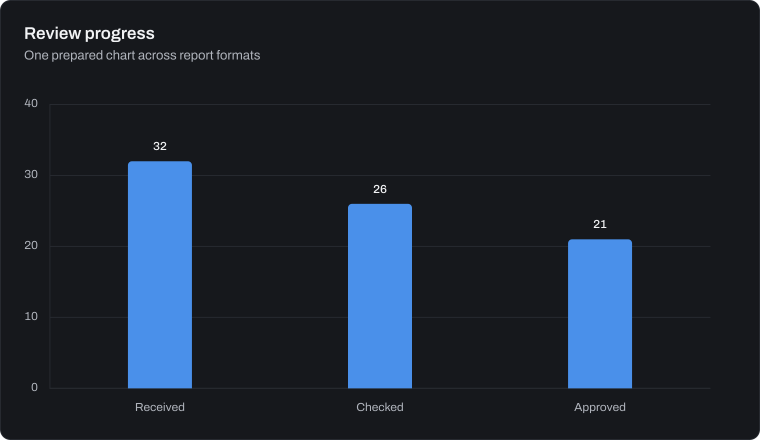 Review progress
One prepared chart across report formats
40
32
30
26
21
20
10
0
Received Checked Approved